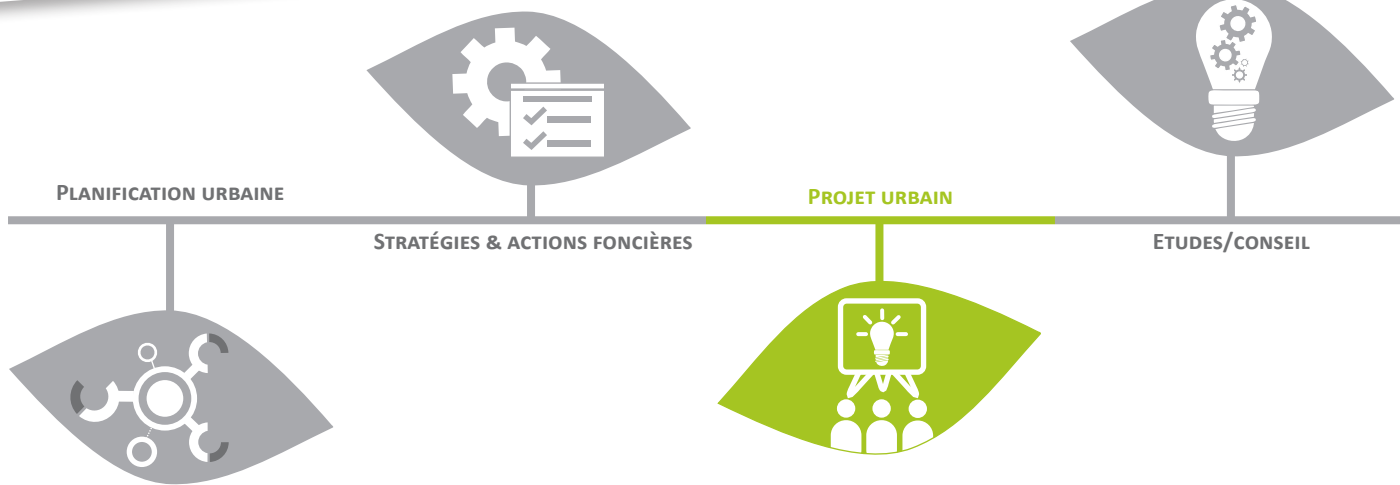 Planification urbaine
Stratégies & actions foncières
Projet urbain
Etudes/conseil